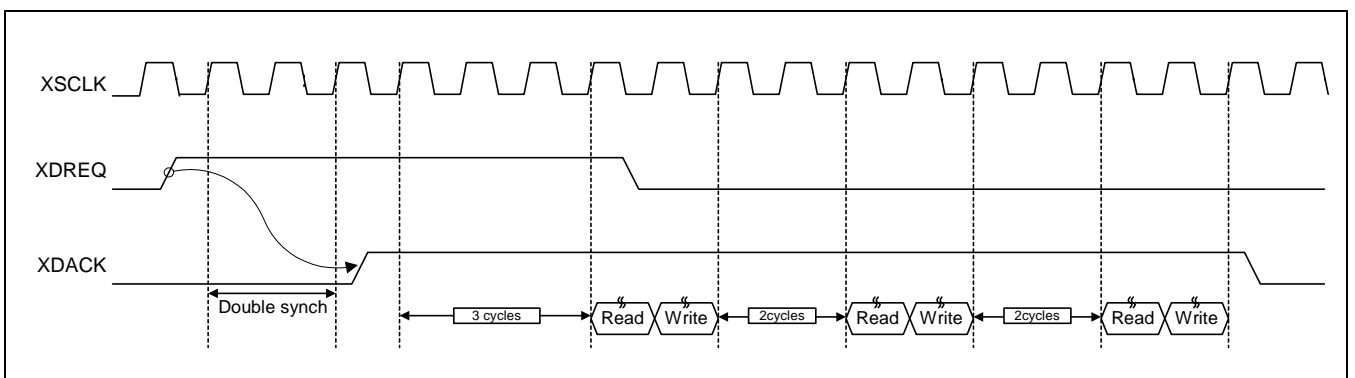 XSCLK
XDREQ
XDACK
Double synch
3 cycles
Read
Write
2cycles
Read
Write
2cycles
Read
Write